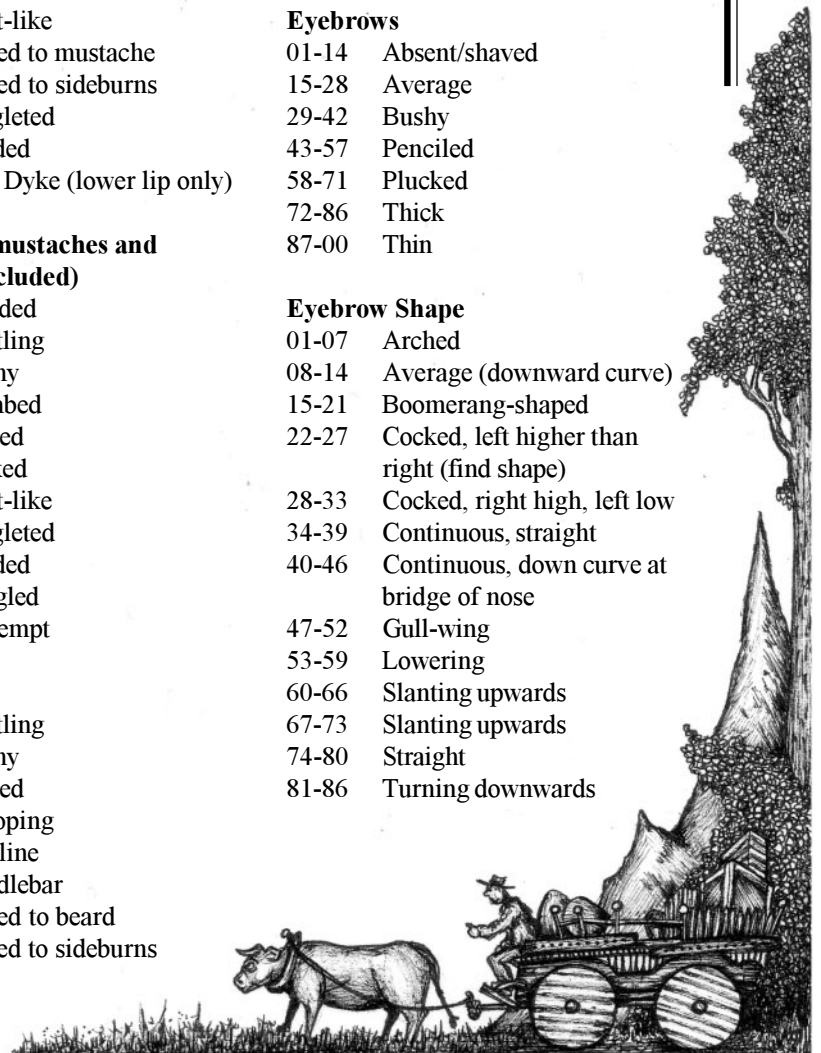 t-like
ed to mustache
ed to sideburns
gleted
ded
Dyke (lower lip only)
mustaches and
cluded)
ded
tling
ny
nbed
ed
ed
t-like
gleted
ded
gled
empt
tling
ny
ed
oping
line
dlebar
ed to beard
ed to sideburns
Eyebrows
01-14 Absent/shaved
15-28 Average
29-42 Bushy
43-57 Penciled
58-71 Plucked
72-86 Thick
87-00 Thin
Eyebrow Shape
01-07 Arched
08-14 Average (downward curve)
15-21 Boomerang-shaped
22-27 Cocked, left higher than
right (find shape)
28-33 Cocked, right high, left low
34-39 Continuous, straight
40-46 Continuous, down curve at
bridge of nose
47-52 Gull-wing
53-59 Lowering
60-66 Slanting upwards
67-73 Slanting upwards
74-80 Straight
81-86 Turning downwards